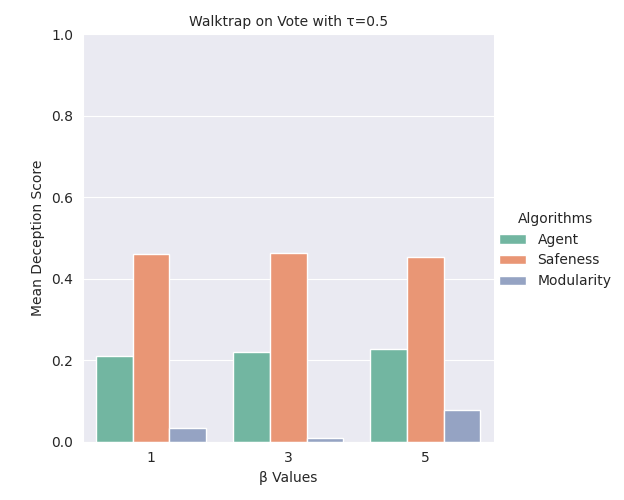 Walktrap on Vote with τ=0.5
1.0
0.8
0.6
0.4
0.2
0.0
Mean Deception Score
1 3 5
β Values
Algorithms
Agent
Safeness
Modularity